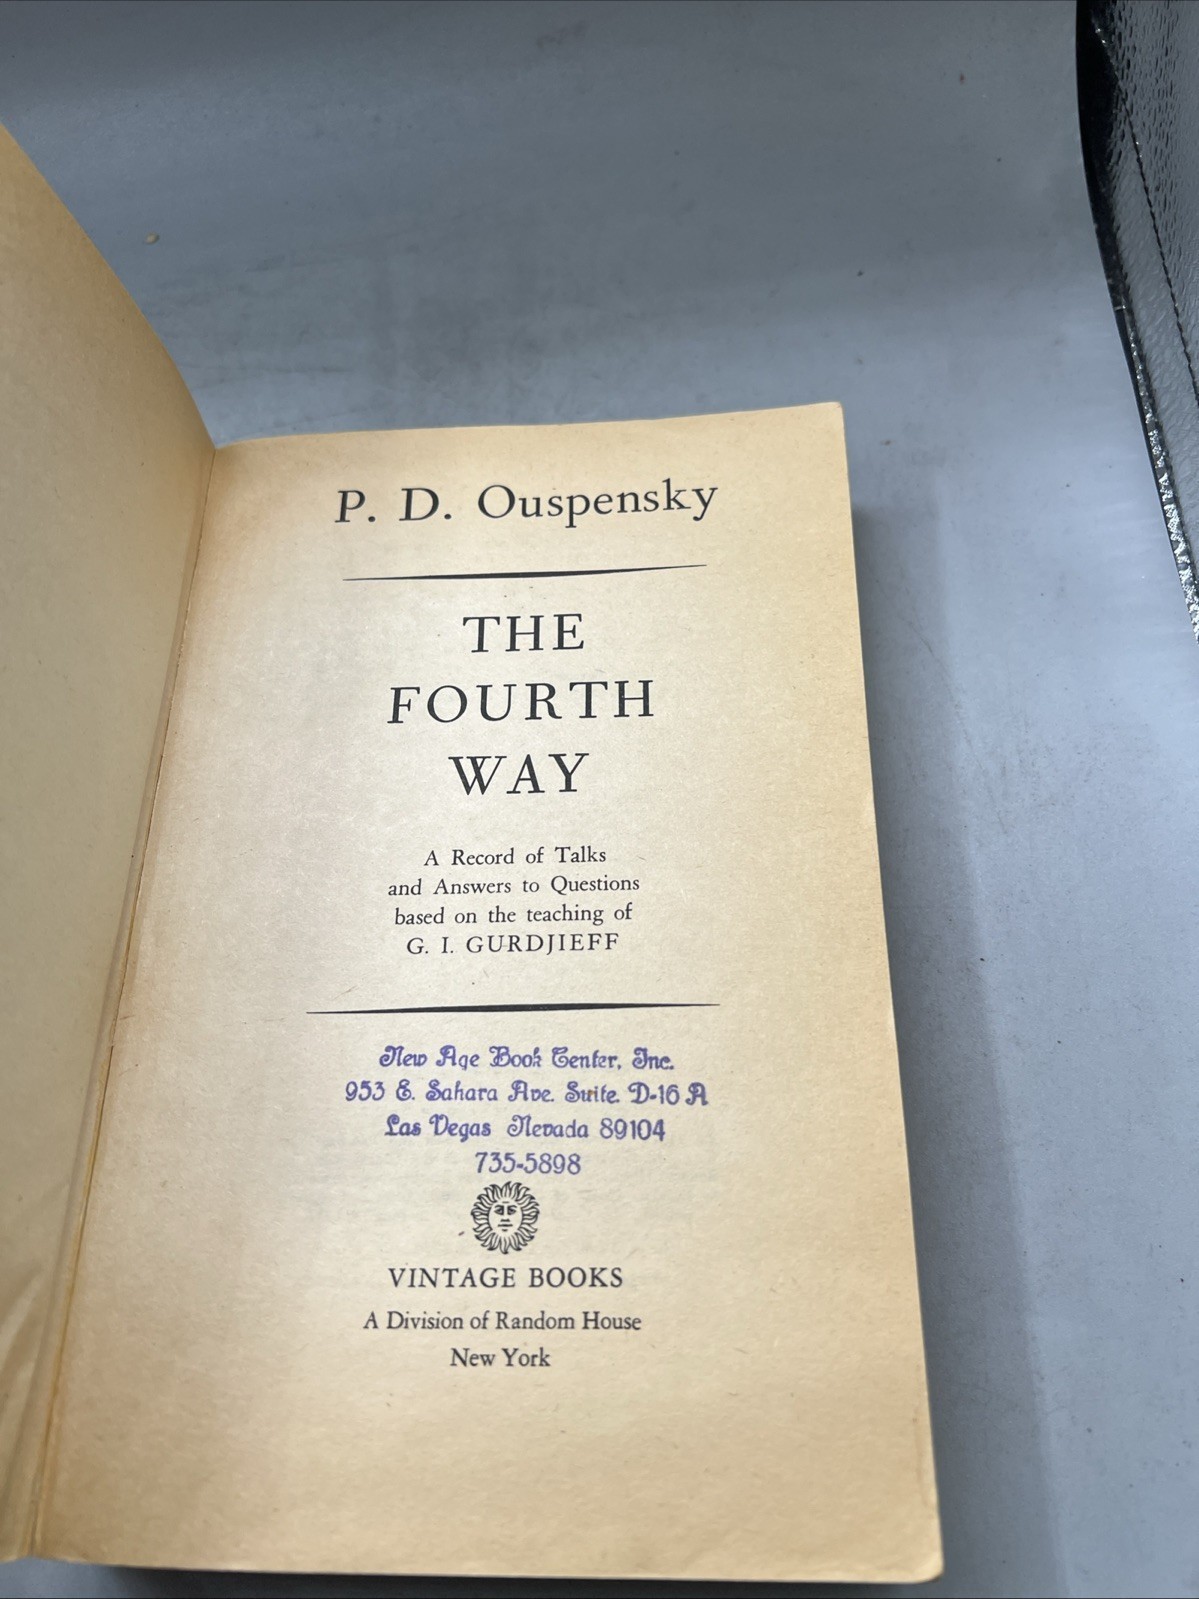 P. D. Ouspensky
THE
FOURTH
WAY
A Record of Talks
and Answers to Questions
based on the teaching of
G. I. GURDJIEFF
New Age Book Center, Inc.
953 E. Sahara Ave. Suite D-16 A
Las Vegas Nevada 89104
735-5898
VINTAGE BOOKS
A Division of Random House
New York